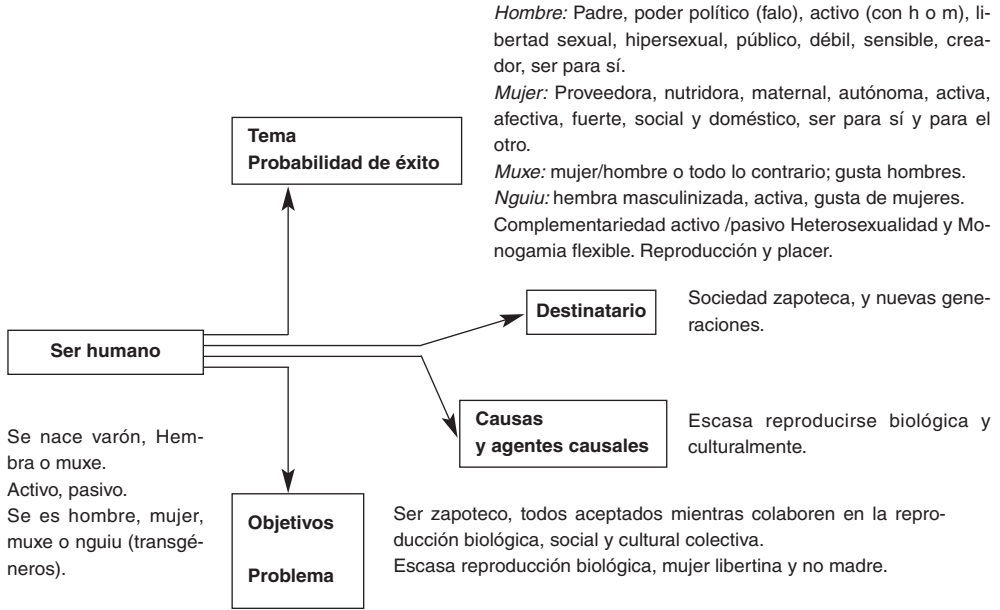 Hombre: Padre, poder político (falo), activo (con h o m), li-
bertad sexual, hipersexual, público, débil, sensible, crea-
dor, ser para sí.
Mujer: Proveedora, nutridora, maternal, autónoma, activa,
afectiva, fuerte, social y doméstico, ser para sí y para el
otro.
Muxe: mujer/hombre o todo lo contrario; gusta hombres.
Nguiu: hembra masculinizada, activa, gusta de mujeres.
Complementariedad activo /pasivo Heterosexualidad y Mo-
nogamia flexible. Reproducción y placer.
Tema
Probabilidad de éxito
Destinatario
Sociedad zapoteca, y nuevas gene-
raciones.
Ser humano
Causas
y agentes causales
Escasa reproducirse biológica y
culturalmente.
Se nace varón, Hem-
bra o muxe.
Activo, pasivo.
Se es hombre, mujer,
muxe o nguiu (transgé-
neros).
Objetivos
Problema
Ser zapoteco, todos aceptados mientras colaboren en la repro-
ducción biológica, social y cultural colectiva.
Escasa reproducción biológica, mujer libertina y no madre.